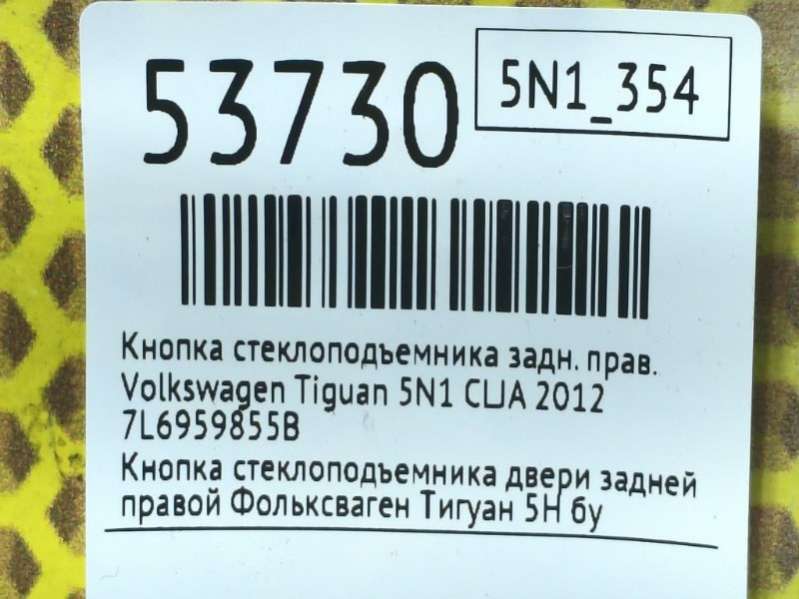 53730
5N1_354
Кнопка стеклоподъемника задн. прав.
Volkswagen Tiguan 5N1 США 2012
7L6959855B
Кнопка стеклоподъемника двери задней
правой Фольксваген Тигуан 5Н бу